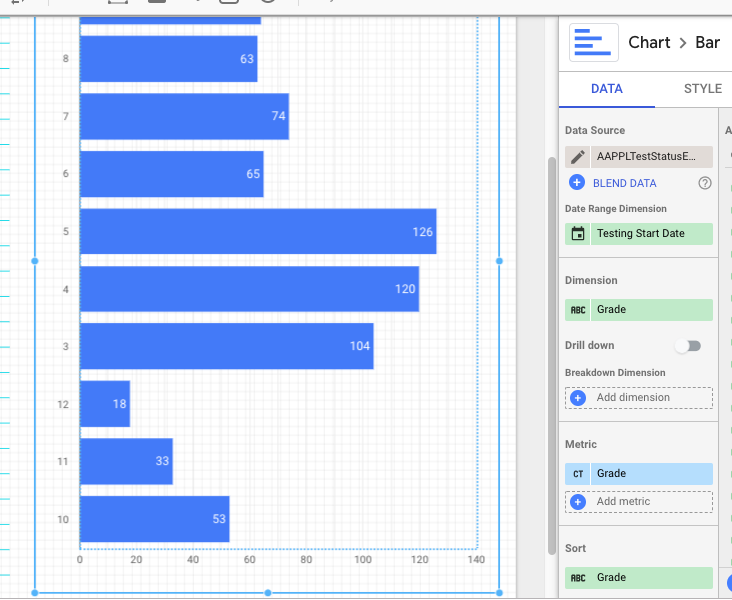 Chart > Bar
DATA STYLE
8 63
7 74
6 65
5 126
4 120
3 104
12 18
11 33
10 53
0 20 40 60 80 100 120 140
Data Source
AAPPLTestStatusE...
BLEND DATA ?
Date Range Dimension
Testing Start Date
Dimension
ABC Grade
Drill down
Breakdown Dimension
Add dimension
Metric
CT Grade
Add metric
Sort
ABC Grade